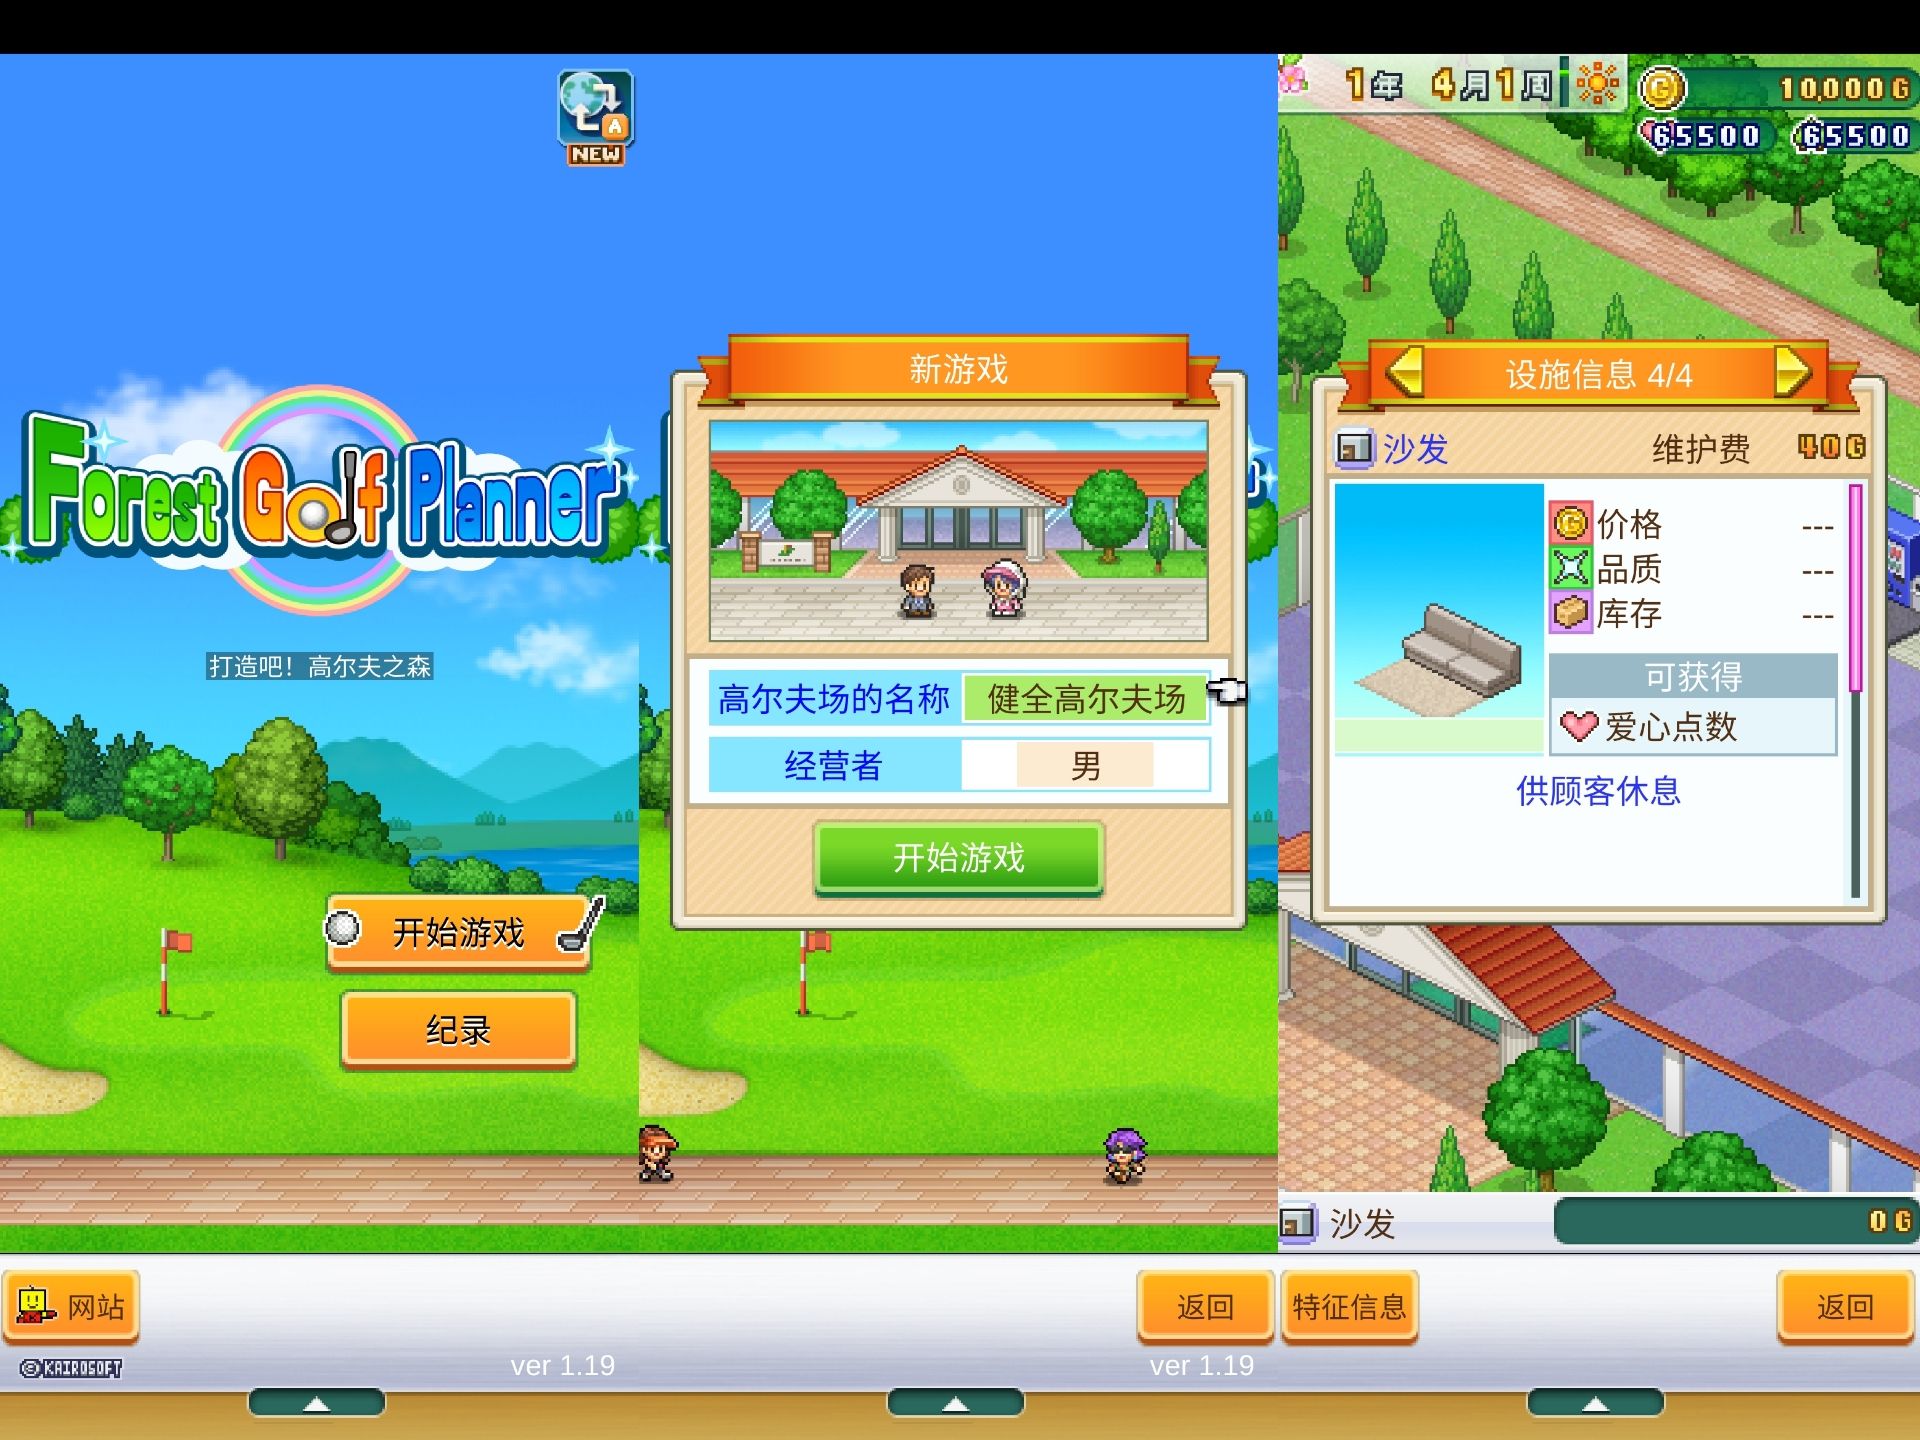 NEW
A
Forest Golf Planner
打造吧！高尔夫之森
开始游戏
纪录
网站
©KAIROSOFT
ver 1.19
新游戏
高尔夫场的名称 健全高尔夫场
经营者 男
开始游戏
返回
ver 1.19
1年 4月1周
10,000G
65500 65500
设施信息 4/4
沙发 维护费 40G
价格 ---
品质 ---
库存 ---
可获得
爱心点数
供顾客休息
沙发 0G
特征信息 返回